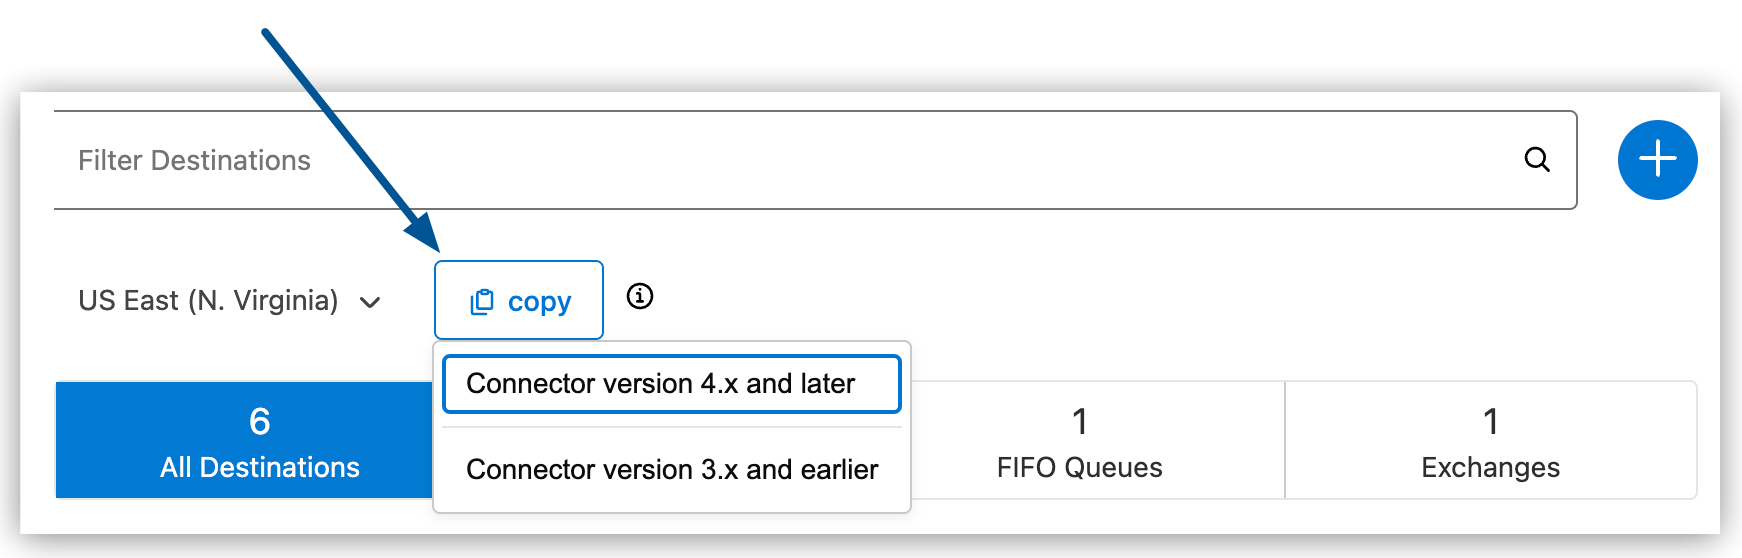 Filter Destinations
US East (N. Virginia)
copy
Connector version 4.x and later
Connector version 3.x and earlier
6
All Destinations
1
FIFO Queues
1
Exchanges